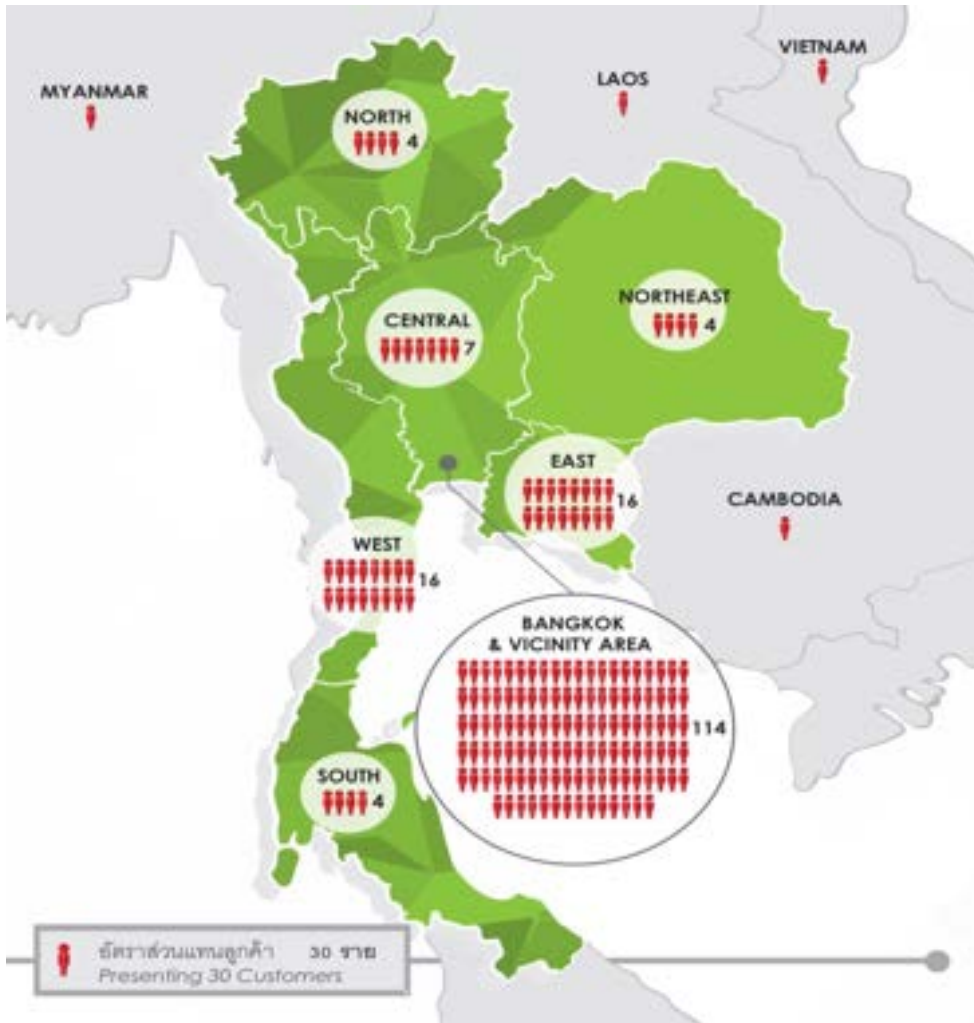 MYANMAR
LAOS
VIETNAM
NORTH
4
NORTHEAST
4
CENTRAL
7
EAST
16
CAMBODIA
WEST
16
BANGKOK
& VICINITY AREA
114
SOUTH
4
อัตราส่วนแทนลูกค้า 30 ราย
Presenting 30 Customers